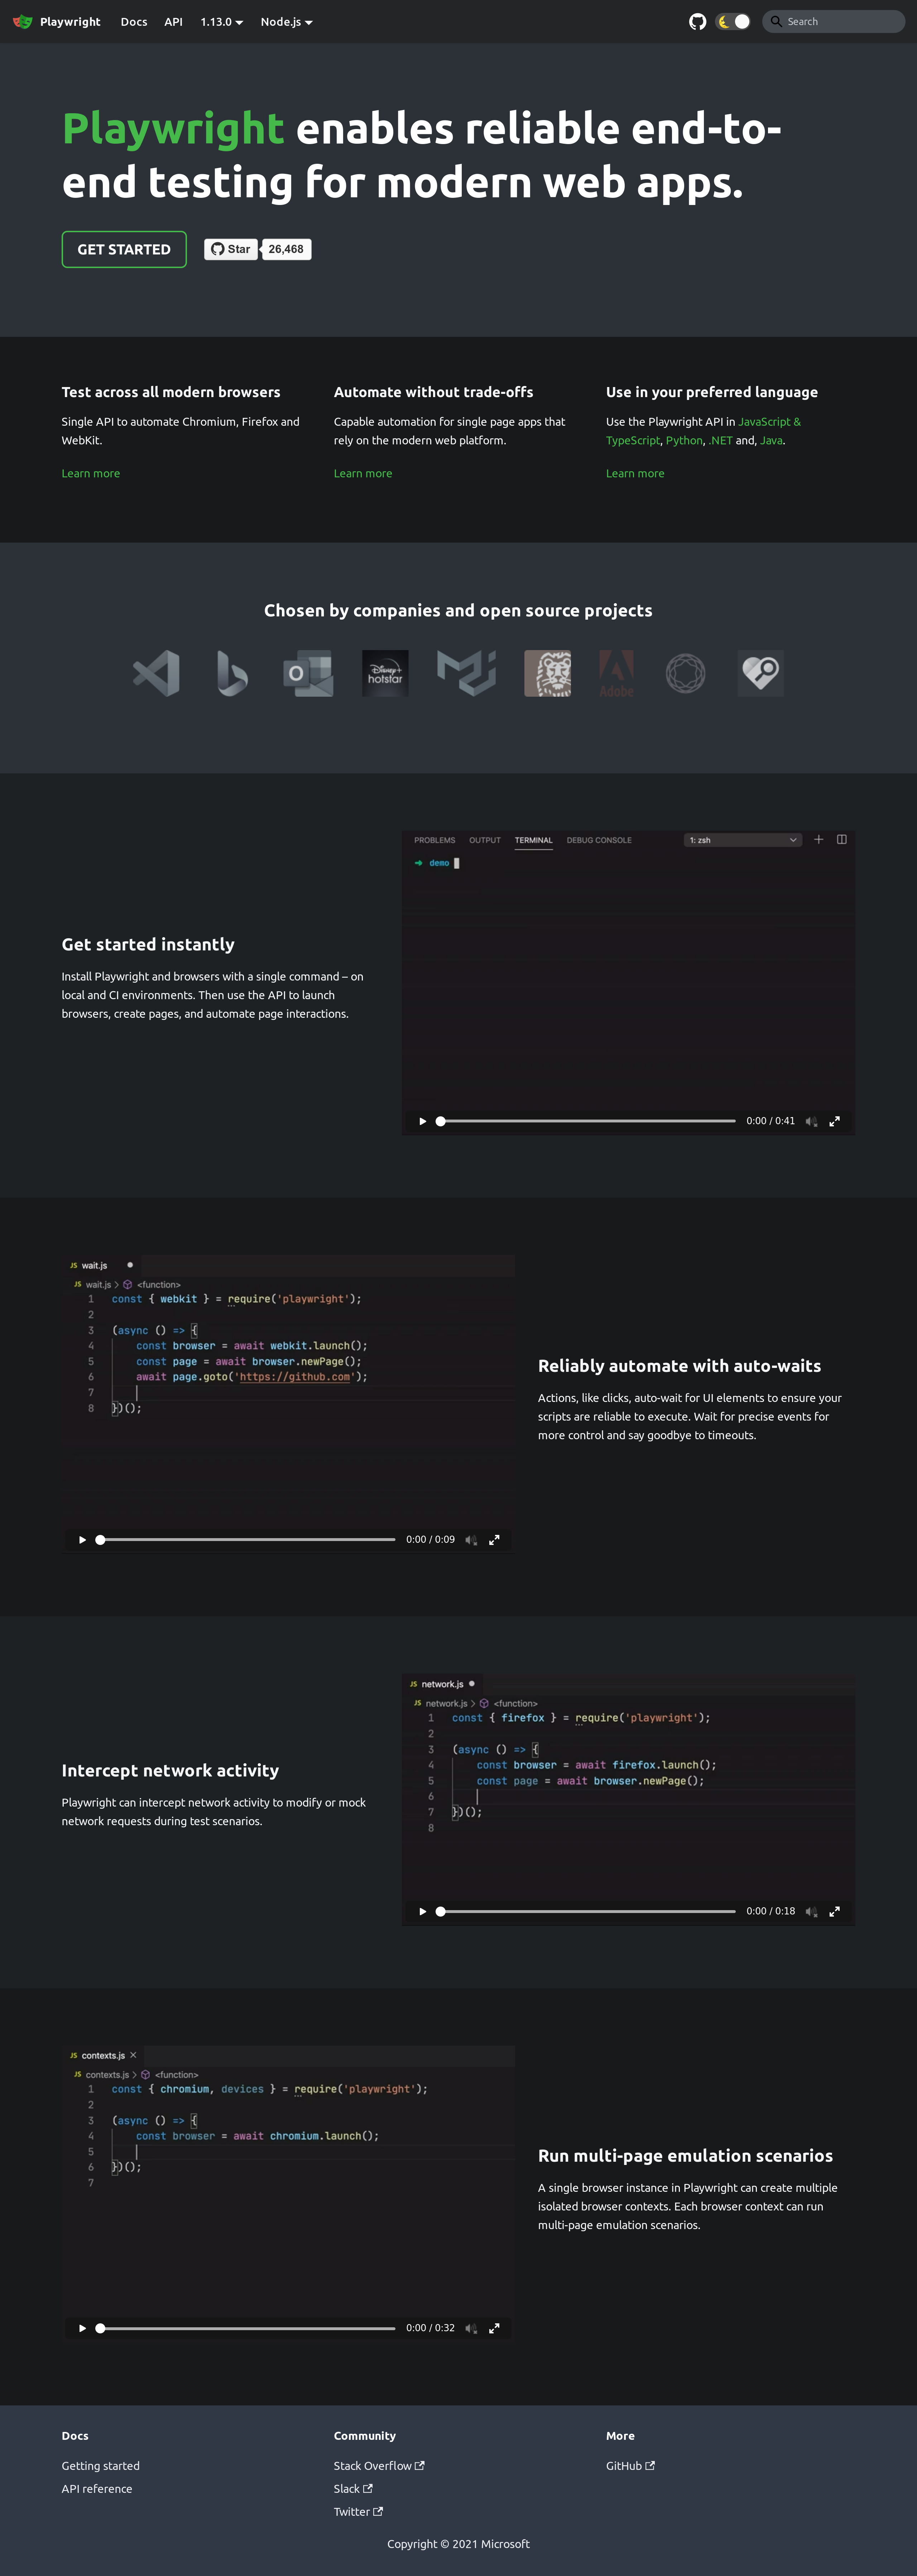 Playwright Docs API 1.13.0 Node.js Search
Playwright enables reliable end-to-
end testing for modern web apps.
GET STARTED Star 26,468
Test across all modern browsers
Single API to automate Chromium, Firefox and
WebKit.
Learn more
Automate without trade-offs
Capable automation for single page apps that
rely on the modern web platform.
Learn more
Use in your preferred language
Use the Playwright API in JavaScript &
TypeScript, Python, .NET and, Java.
Learn more
Chosen by companies and open source projects
O
Disney+
hotstar
Adobe
Get started instantly
Install Playwright and browsers with a single command – on
local and CI environments. Then use the API to launch
browsers, create pages, and automate page interactions.
PROBLEMS OUTPUT TERMINAL DEBUG CONSOLE 1: zsh
➜ demo
0:00 / 0:41
JS wait.js ●
JS wait.js > <function>
1 const { webkit } = require('playwright');
2
3 (async () => {
4 const browser = await webkit.launch();
5 const page = await browser.newPage();
6 await page.goto('https://github.com');
7
8 })();
0:00 / 0:09
Reliably automate with auto-waits
Actions, like clicks, auto-wait for UI elements to ensure your
scripts are reliable to execute. Wait for precise events for
more control and say goodbye to timeouts.
Intercept network activity
Playwright can intercept network activity to modify or mock
network requests during test scenarios.
JS network.js ●
JS network.js > <function>
1 const { firefox } = require('playwright');
2
3 (async () => {
4 const browser = await firefox.launch();
5 const page = await browser.newPage();
6
7 })();
8
0:00 / 0:18
JS contexts.js ×
JS contexts.js > <function>
1 const { chromium, devices } = require('playwright');
2
3 (async () => {
4 const browser = await chromium.launch();
5
6 })();
7
0:00 / 0:32
Run multi-page emulation scenarios
A single browser instance in Playwright can create multiple
isolated browser contexts. Each browser context can run
multi-page emulation scenarios.
Docs
Getting started
API reference
Community
Stack Overflow
Slack
Twitter
More
GitHub
Copyright © 2021 Microsoft